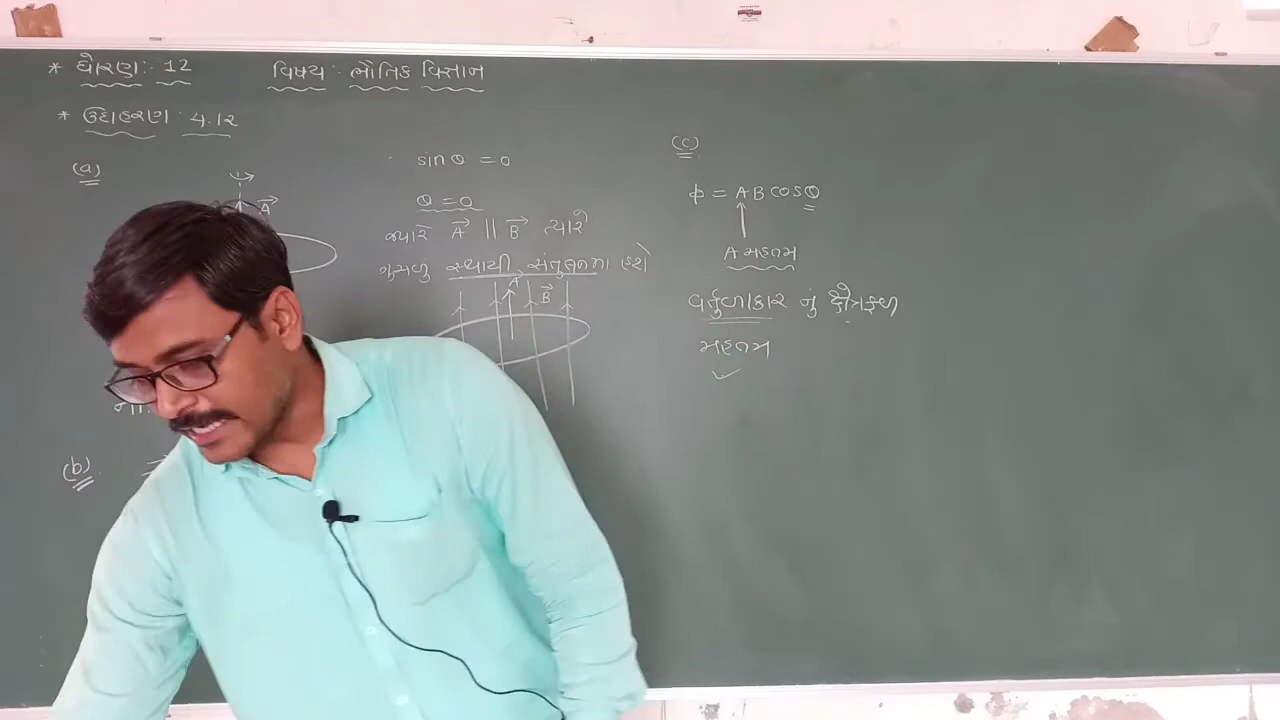 * ધોરણ : 12 વિષય : ભૌતિક વિજ્ઞાન
* ઉદાહરણ : 4.12
(a)
A
sin θ = 0
θ = 0
જ્યારે A || B ત્યારે
સ્થાયી સંતુલનમાં હશે
A B
(b)
(c)
ϕ = AB cos θ
A મહત્તમ
વર્તુળાકાર નું ક્ષેત્રફળ
મહત્તમ